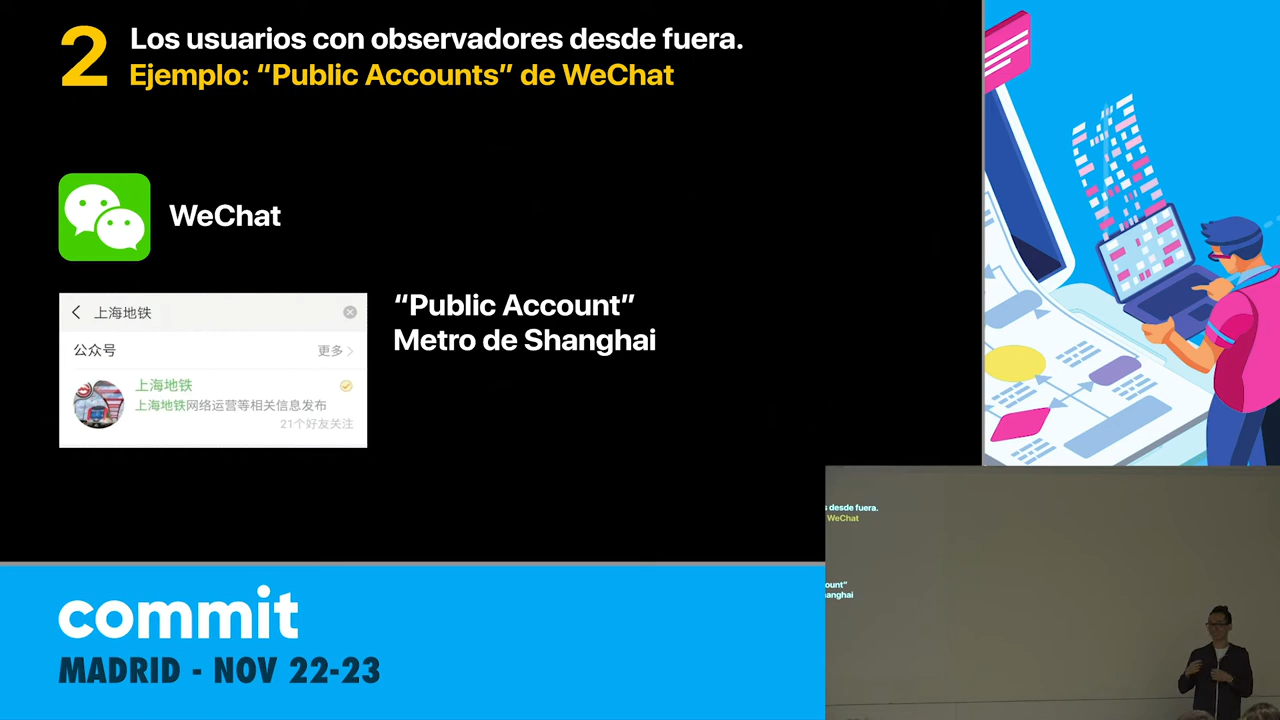 2
Los usuarios con observadores desde fuera.
Ejemplo: “Public Accounts” de WeChat
WeChat
上海地铁
公众号
更多
上海地铁
上海地铁网络运营等相关信息发布
21个好友关注
“Public Account”
Metro de Shanghai
desde fuera.
WeChat
ount”
anghai
commit
MADRID - NOV 22-23